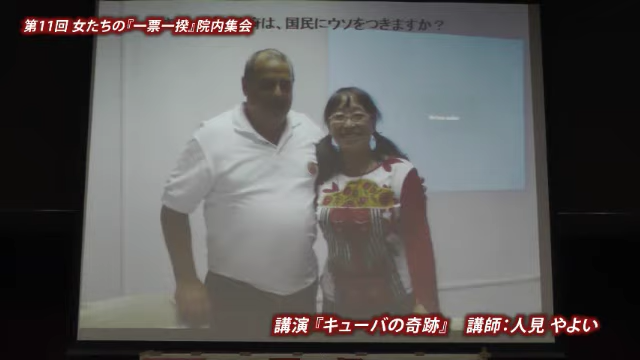 第11回 女たちの『一票一揆』院内集会
は、国民にウソをつきますか？
講演『キューバの奇跡』 講師：人見 やよい